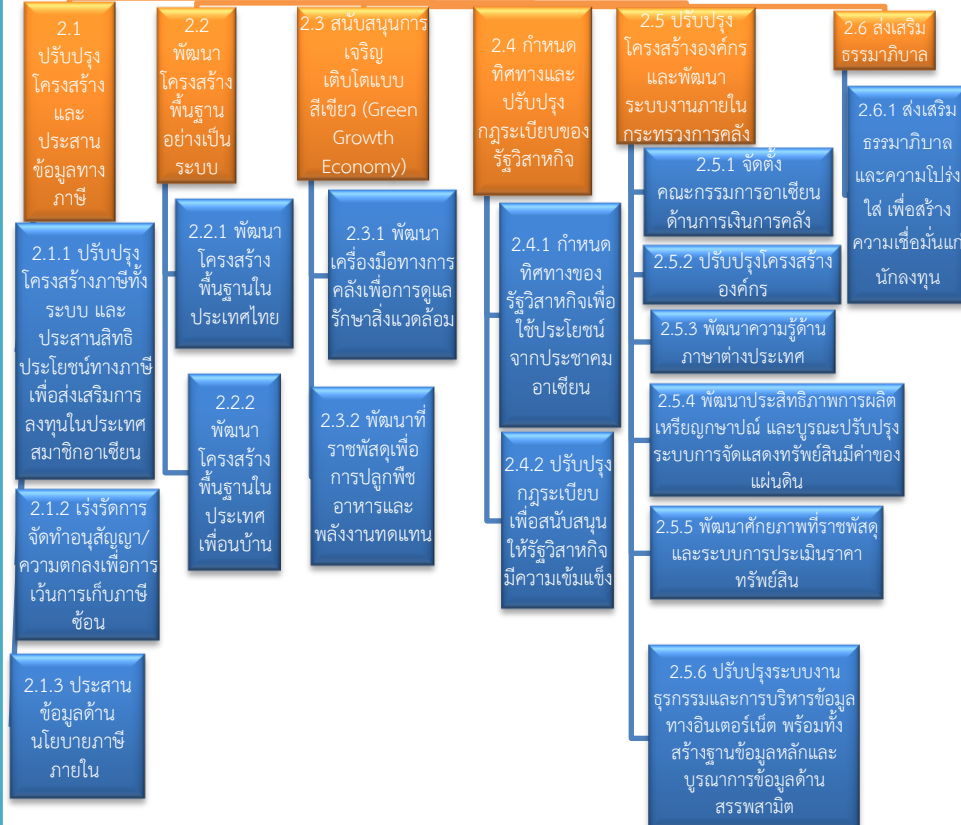 2.1
ปรับปรุง
โครงสร้าง
และ
ประสาน
ข้อมูลทาง
ภาษี
2.1.1 ปรับปรุง
โครงสร้างภาษีทั้ง
ระบบ และ
ประสานสิทธิ
ประโยชน์ทางภาษี
เพื่อส่งเสริมการ
ลงทุนในประเทศ
สมาชิกอาเซียน
2.1.2 เร่งรัดการ
จัดทำอนุสัญญา/
ความตกลงเพื่อการ
เว้นการเก็บภาษี
ซ้อน
2.1.3 ประสาน
ข้อมูลด้าน
นโยบายภาษี
ภายใน
2.2
พัฒนา
โครงสร้าง
พื้นฐาน
อย่างเป็น
ระบบ
2.2.1 พัฒนา
โครงสร้าง
พื้นฐานใน
ประเทศไทย
2.2.2
พัฒนา
โครงสร้าง
พื้นฐานใน
ประเทศ
เพื่อนบ้าน
2.3 สนับสนุนการ
เจริญ
เติบโตแบบ
สีเขียว (Green
Growth
Economy)
2.3.1 พัฒนา
เครื่องมือทางการ
คลังเพื่อการดูแล
รักษาสิ่งแวดล้อม
2.3.2 พัฒนาที่
ราชพัสดุเพื่อ
การปลูกพืช
อาหารและ
พลังงานทดแทน
2.4 กำหนด
ทิศทางและ
ปรับปรุง
กฎระเบียบของ
รัฐวิสาหกิจ
2.4.1 กำหนด
ทิศทางของ
รัฐวิสาหกิจเพื่อ
ใช้ประโยชน์
จากประชาคม
อาเซียน
2.4.2 ปรับปรุง
กฎระเบียบ
เพื่อสนับสนุน
ให้รัฐวิสาหกิจ
มีความเข้มแข็ง
2.5 ปรับปรุง
โครงสร้างองค์กร
และพัฒนา
ระบบงานภายใน
กระทรวงการคลัง
2.5.1 จัดตั้ง
คณะกรรมการอาเซียน
ด้านการเงินการคลัง
2.5.2 ปรับปรุงโครงสร้าง
องค์กร
2.5.3 พัฒนาความรู้ด้าน
ภาษาต่างประเทศ
2.5.4 พัฒนาประสิทธิภาพการผลิต
เหรียญกษาปณ์ และบูรณะปรับปรุง
ระบบการจัดแสดงทรัพย์สินมีค่าของ
แผ่นดิน
2.5.5 พัฒนาศักยภาพที่ราชพัสดุ
และระบบการประเมินราคา
ทรัพย์สิน
2.5.6 ปรับปรุงระบบงาน
ธุรกรรมและการบริหารข้อมูล
ทางอินเตอร์เน็ต พร้อมทั้ง
สร้างฐานข้อมูลหลักและ
บูรณาการข้อมูลด้าน
สรรพสามิต
2.6 ส่งเสริม
ธรรมาภิบาล
2.6.1 ส่งเสริม
ธรรมาภิบาล
และความโปร่ง
ใส่ เพื่อสร้าง
ความเชื่อมั่นแก่
นักลงทุน